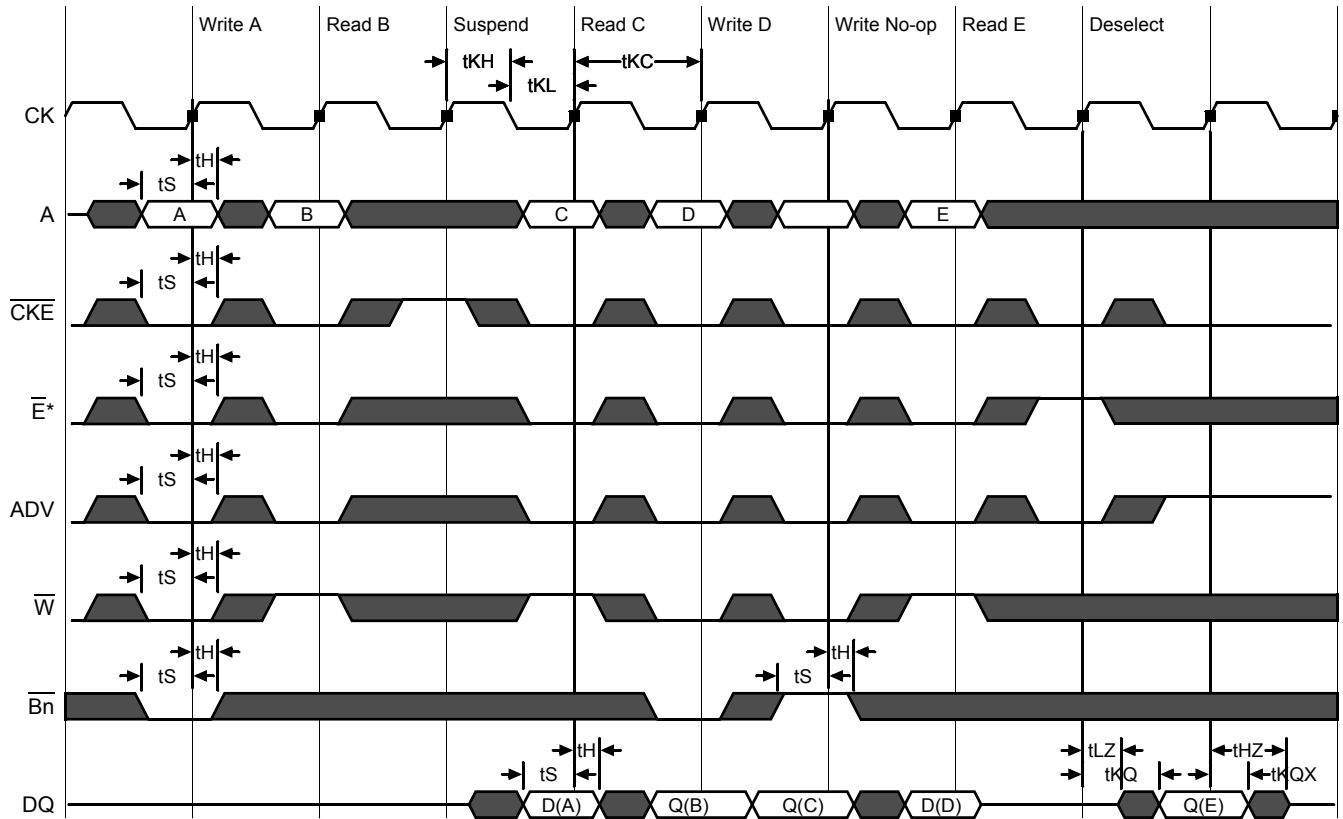 Write A Read B Suspend Read C Write D Write No-op Read E Deselect
tKH tKC
tKL
CK
tH
tS
A A B C D E
tH
tS
CKE
tH
tS
E*
tH
tS
ADV
tH
tS
W
tH tH
tS tS
Bn
tH tLZ tHZ
tS tKQ tKQX
DQ D(A) Q(B) Q(C) D(D) Q(E)